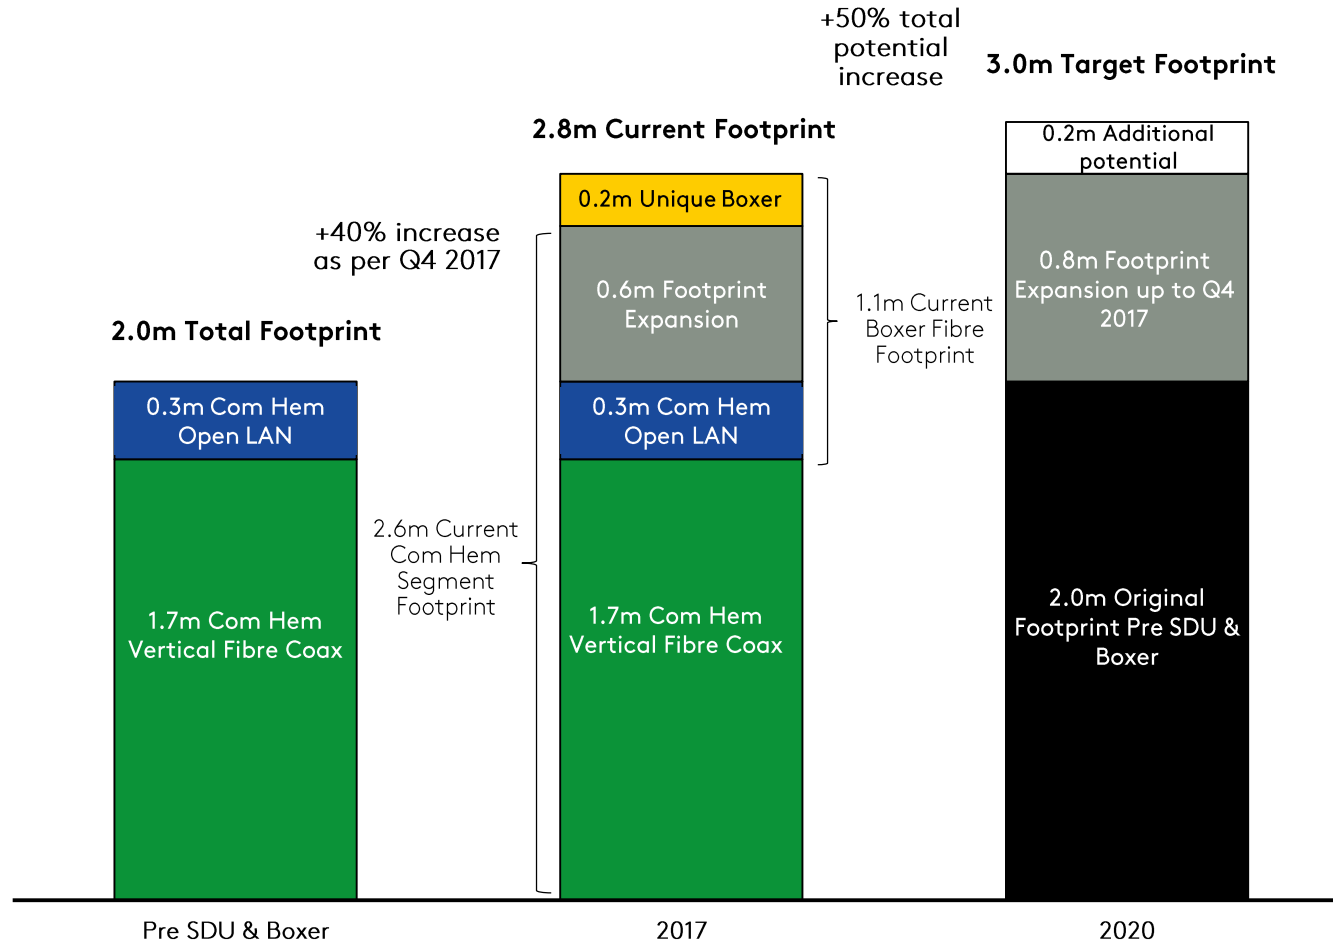 +50% total
potential
increase
3.0m Target Footprint
2.8m Current Footprint
0.2m Additional
potential
0.2m Unique Boxer
+40% increase
as per Q4 2017
0.6m Footprint
Expansion
0.8m Footprint
Expansion up to Q4
2017
1.1m Current
Boxer Fibre
Footprint
2.0m Total Footprint
0.3m Com Hem
Open LAN
0.3m Com Hem
Open LAN
2.6m Current
Com Hem
Segment
Footprint
1.7m Com Hem
Vertical Fibre Coax
1.7m Com Hem
Vertical Fibre Coax
2.0m Original
Footprint Pre SDU &
Boxer
Pre SDU & Boxer
2017
2020